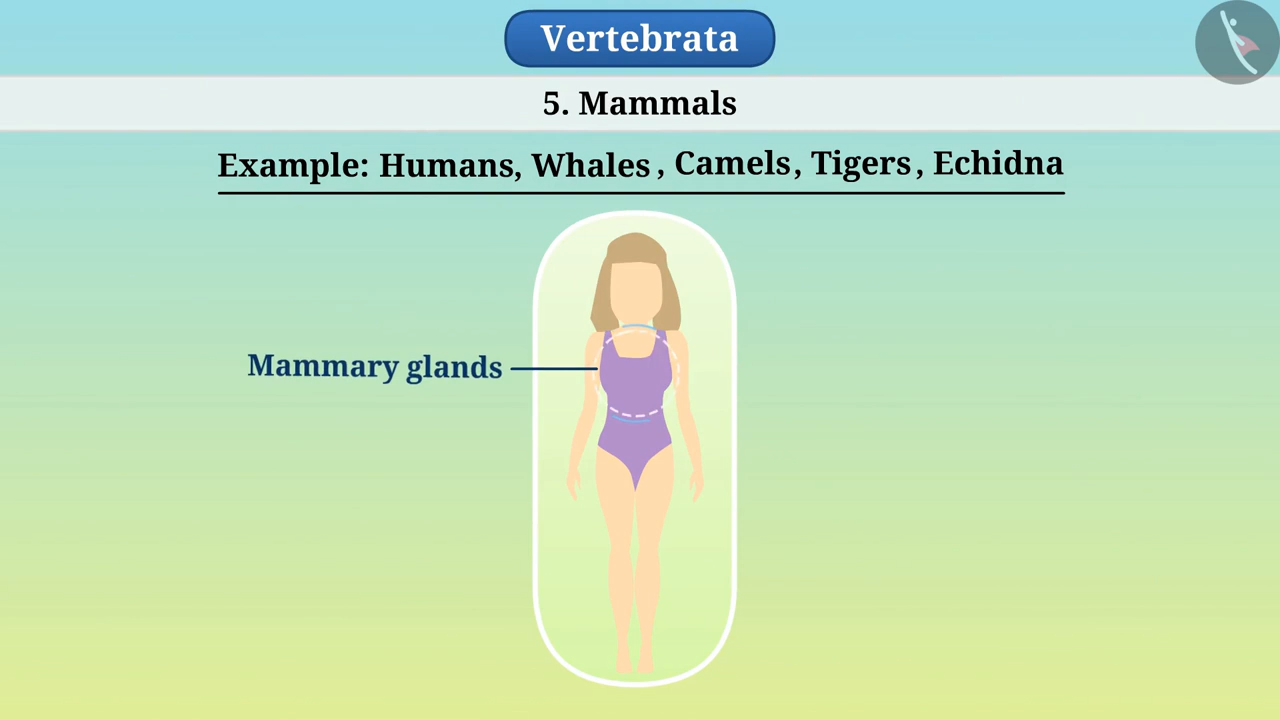 Vertebrata
5. Mammals
Example: Humans, Whales , Camels, Tigers , Echidna
Mammary glands